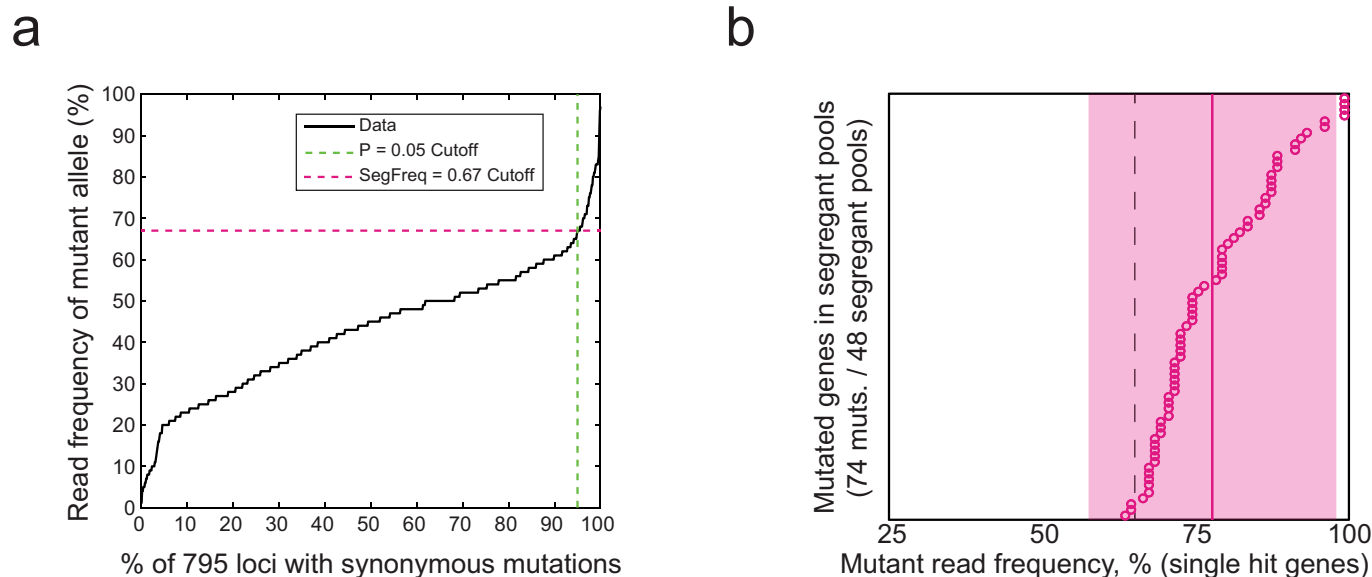 a
b
Read frequency of mutant allele (%)
100
90
80
70
60
50
40
30
20
10
0
Data
P = 0.05 Cutoff
SegFreq = 0.67 Cutoff
0 10 20 30 40 50 60 70 80 90 100
% of 795 loci with synonymous mutations
Mutated genes in segregant pools
(74 muts. / 48 segregant pools)
25 50 75 100
Mutant read frequency, % (single hit genes)